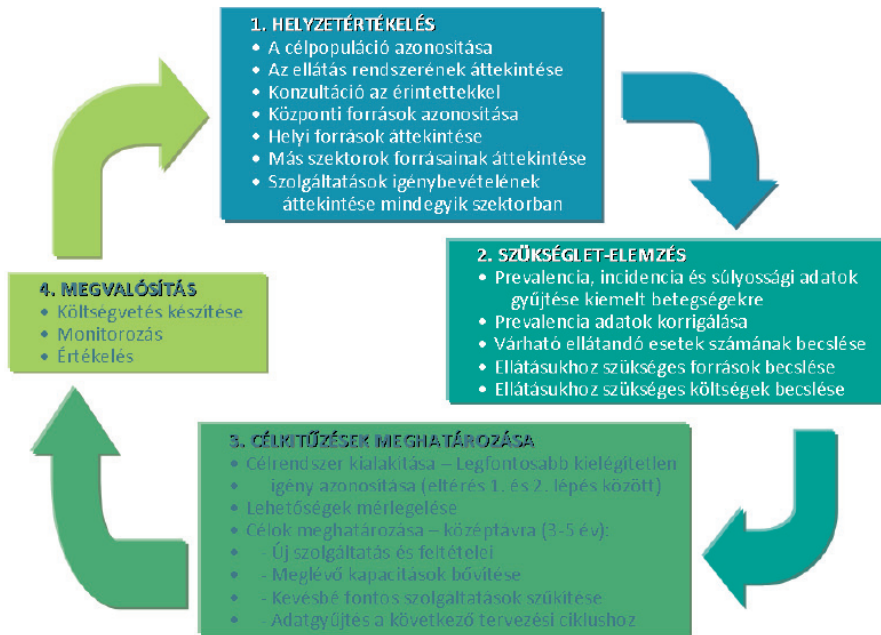 1. HELYZETÉRTÉKELÉS
• A célpopuláció azonosítása
• Az ellátás rendszerének áttekintése
• Konzultáció az érintettekkel
• Központi források azonosítása
• Helyi források áttekintése
• Más szektorok forrásainak áttekintése
• Szolgáltatások igénybevételének
áttekintése mindegyik szektorban
2. SZÜKSÉGLET-ELEMZÉS
• Prevalencia, incidencia és súlyossági adatok
gyűjtése kiemelt betegségekre
• Prevalencia adatok korrigálása
• Várható ellátandó esetek számának becslése
• Ellátásukhoz szükséges források becslése
• Ellátásukhoz szükséges költségek becslése
3. CÉLKITŰZÉSEK MEGHATÁROZÁSA
• Célrendszer kialakítása – Legfontosabb kielégítetlen
• igény azonosítása (eltérés 1. és 2. lépés között)
• Lehetőségek mérlegelése
• Célok meghatározása – középtávra (3-5 év):
• - Új szolgáltatás és feltételei
• - Meglévő kapacitások bővítése
• - Kevésbé fontos szolgáltatások szűkítése
• - Adatgyűjtés a következő tervezési ciklushoz
4. MEGVALÓSÍTÁS
• Költségvetés készítése
• Monitorozás
• Értékelés